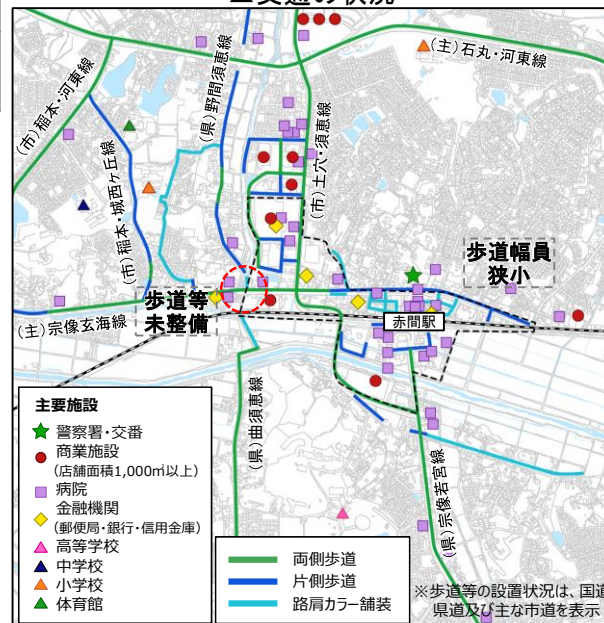 (主)石丸・河東線
(市)稲本・河東線
(県)野間須恵線
(市)土穴・須恵線
(市)稲本・城西ヶ丘線
歩道幅員
狭小
歩道等
未整備
赤間駅
(主)宗像玄海線
(県)曲須恵線
(県)宗像若宮線
主要施設
警察署・交番
商業施設
(店舗面積1,000㎡以上)
病院
金融機関
(郵便局・銀行・信用金庫)
高等学校
中学校
小学校
体育館
両側歩道
片側歩道
路肩カラー舗装
※歩道等の設置状況は、国道
県道及び主な市道を表示